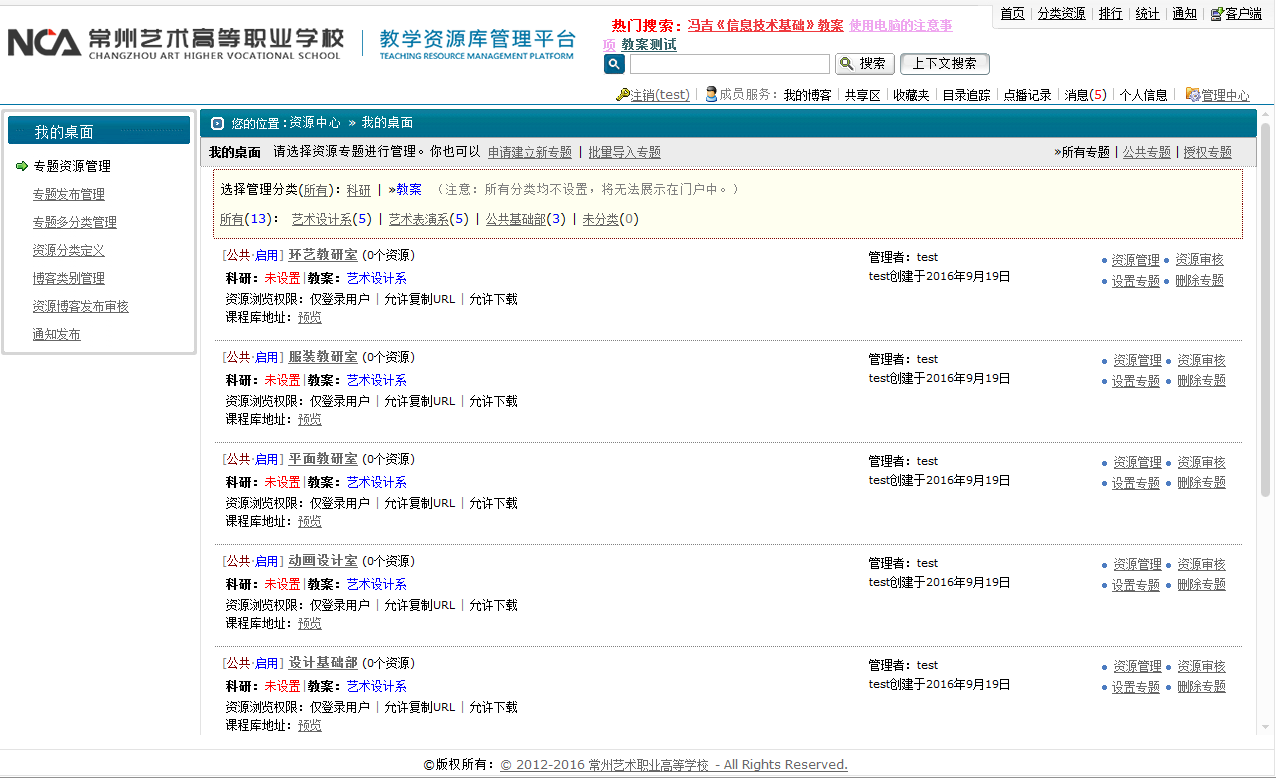 NCA 常州艺术高等职业学校
CHANGZHOU ART HIGHER VOCATIONAL SCHOOL
教学资源库管理平台
TEACHING RESOURCE MANAGEMENT PLATFORM
首页 | 分类资源 | 排行 | 统计 | 通知 | 客户端
热门搜索：冯吉《信息技术基础》教案 使用电脑的注意事
项 教案测试
搜索 上下文搜索
注销(test) | 成员服务：我的博客 | 共享区 | 收藏夹 | 目录追踪 | 点播记录 | 消息(5) | 个人信息 | 管理中心
我的桌面
专题资源管理
专题发布管理
专题多分类管理
资源分类定义
博客类别管理
资源博客发布审核
通知发布
您的位置：资源中心 » 我的桌面
我的桌面 请选择资源专题进行管理。你也可以 申请建立新专题 | 批量导入专题
»所有专题 | 公共专题 | 授权专题
选择管理分类(所有)：科研 | »教案 （注意：所有分类均不设置，将无法展示在门户中。）
所有(13)： 艺术设计系(5) | 艺术表演系(5) | 公共基础部(3) | 未分类(0)
[公共·启用] 环艺教研室 (0个资源)
科研：未设置|教案：艺术设计系
资源浏览权限：仅登录用户 | 允许复制URL | 允许下载
课程库地址：预览
管理者：test
test创建于2016年9月19日
• 资源管理 • 资源审核
• 设置专题 • 删除专题
[公共·启用] 服装教研室 (0个资源)
科研：未设置|教案：艺术设计系
资源浏览权限：仅登录用户 | 允许复制URL | 允许下载
课程库地址：预览
管理者：test
test创建于2016年9月19日
• 资源管理 • 资源审核
• 设置专题 • 删除专题
[公共·启用] 平面教研室 (0个资源)
科研：未设置|教案：艺术设计系
资源浏览权限：仅登录用户 | 允许复制URL | 允许下载
课程库地址：预览
管理者：test
test创建于2016年9月19日
• 资源管理 • 资源审核
• 设置专题 • 删除专题
[公共·启用] 动画设计室 (0个资源)
科研：未设置|教案：艺术设计系
资源浏览权限：仅登录用户 | 允许复制URL | 允许下载
课程库地址：预览
管理者：test
test创建于2016年9月19日
• 资源管理 • 资源审核
• 设置专题 • 删除专题
[公共·启用] 设计基础部 (0个资源)
科研：未设置|教案：艺术设计系
资源浏览权限：仅登录用户 | 允许复制URL | 允许下载
课程库地址：预览
管理者：test
test创建于2016年9月19日
• 资源管理 • 资源审核
• 设置专题 • 删除专题
©版权所有：© 2012-2016 常州艺术职业高等学校 - All Rights Reserved.